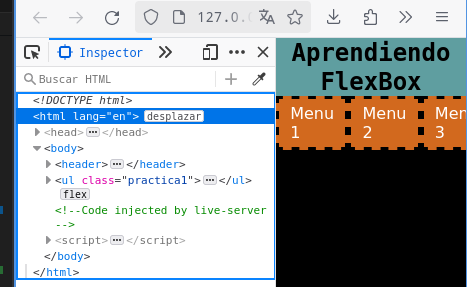 127.0.
Inspector
Buscar HTML
<!DOCTYPE html>
<html lang="en"> desplazar
<head> ··· </head>
<body>
<header> ··· </header>
<ul class="practica1"> ··· </ul>
flex
<!--Code injected by live-server
-->
<script> ··· </script>
</body>
</html>
Aprendiendo
FlexBox
Menu
1
Menu
2
Men
3